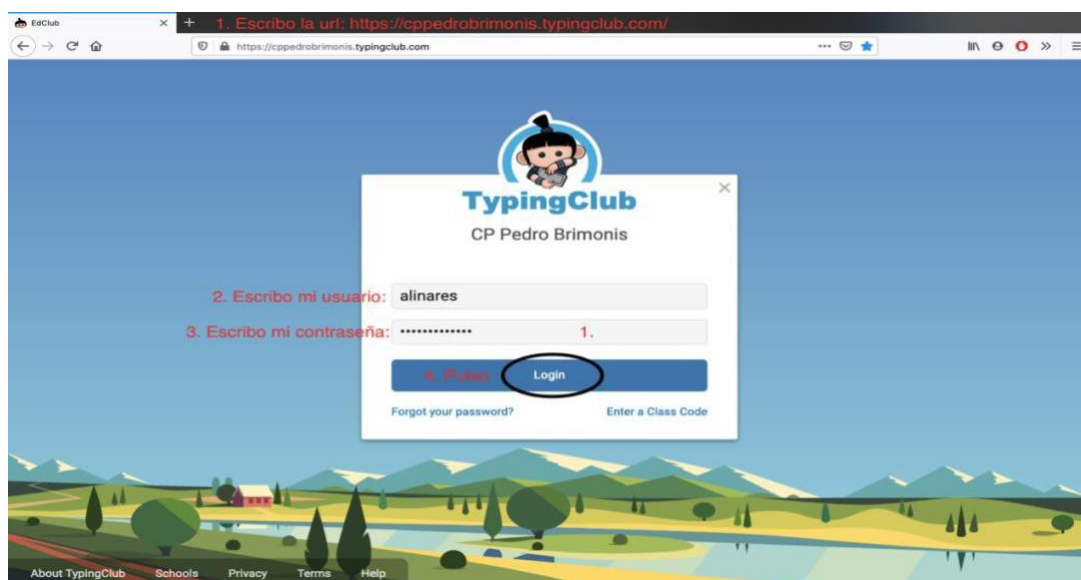 EdClub
1. Escribo la url: https://cppedrobrimonis.typingclub.com/
https://cppedrobrimonis.typingclub.com
TypingClub
CP Pedro Brimonis
2. Escribo mi usuario: alinares
3. Escribo mi contraseña: ••••••••••••• 1.
4. Pulso Login
Forgot your password? Enter a Class Code
About TypingClub Schools Privacy Terms Help